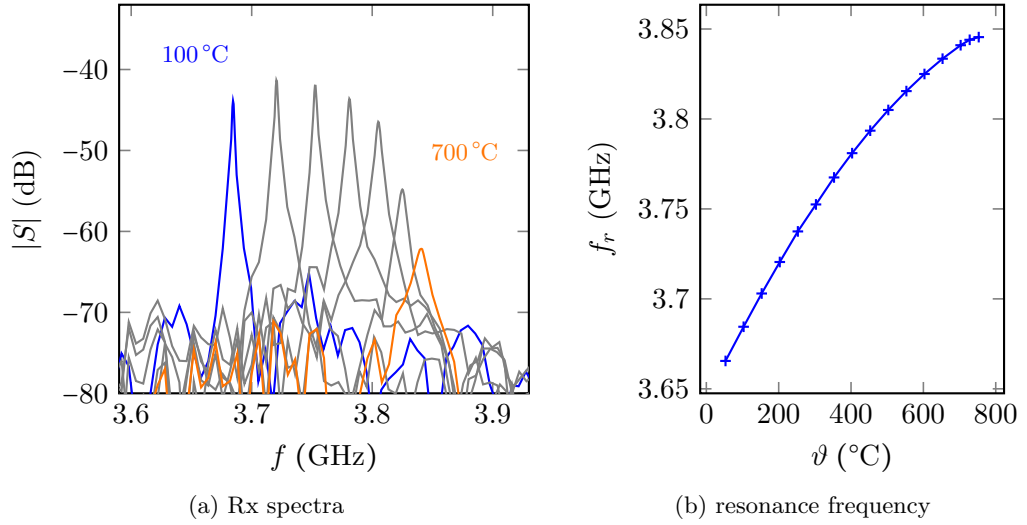 100 °C
700 °C
−40
−50
−60
−70
−80
|S| (dB)
3.6 3.7 3.8 3.9
f (GHz)
(a) Rx spectra
3.85
3.8
3.75
3.7
3.65
f_r (GHz)
0 200 400 600 800
ϑ (°C)
(b) resonance frequency